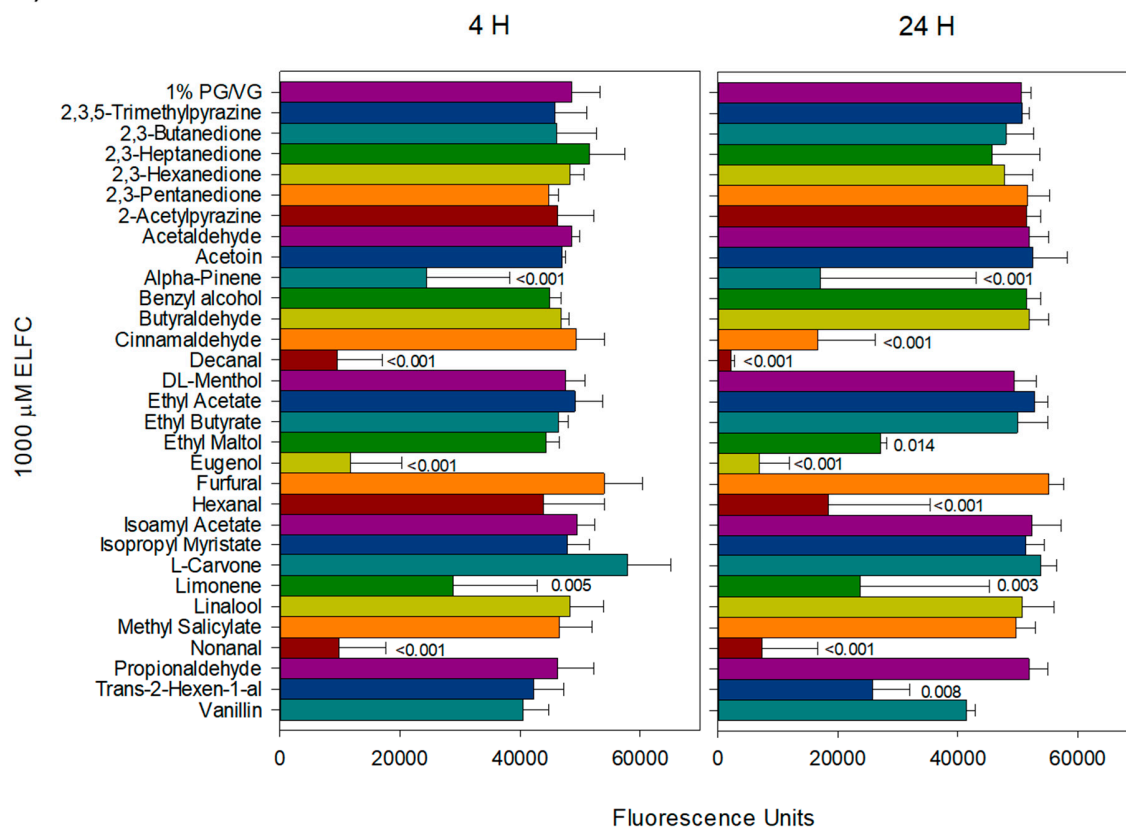 4 H
24 H
1000 μM ELFC
1% PG/VG
2,3,5-Trimethylpyrazine
2,3-Butanedione
2,3-Heptanedione
2,3-Hexanedione
2,3-Pentanedione
2-Acetylpyrazine
Acetaldehyde
Acetoin
Alpha-Pinene <0.001 <0.001
Benzyl alcohol
Butyraldehyde
Cinnamaldehyde <0.001
Decanal <0.001 <0.001
DL-Menthol
Ethyl Acetate
Ethyl Butyrate
Ethyl Maltol 0.014
Eugenol <0.001 <0.001
Furfural
Hexanal <0.001
Isoamyl Acetate
Isopropyl Myristate
L-Carvone
Limonene 0.005 0.003
Linalool
Methyl Salicylate
Nonanal <0.001 <0.001
Propionaldehyde
Trans-2-Hexen-1-al 0.008
Vanillin
0 20000 40000 60000 0 20000 40000 60000
Fluorescence Units